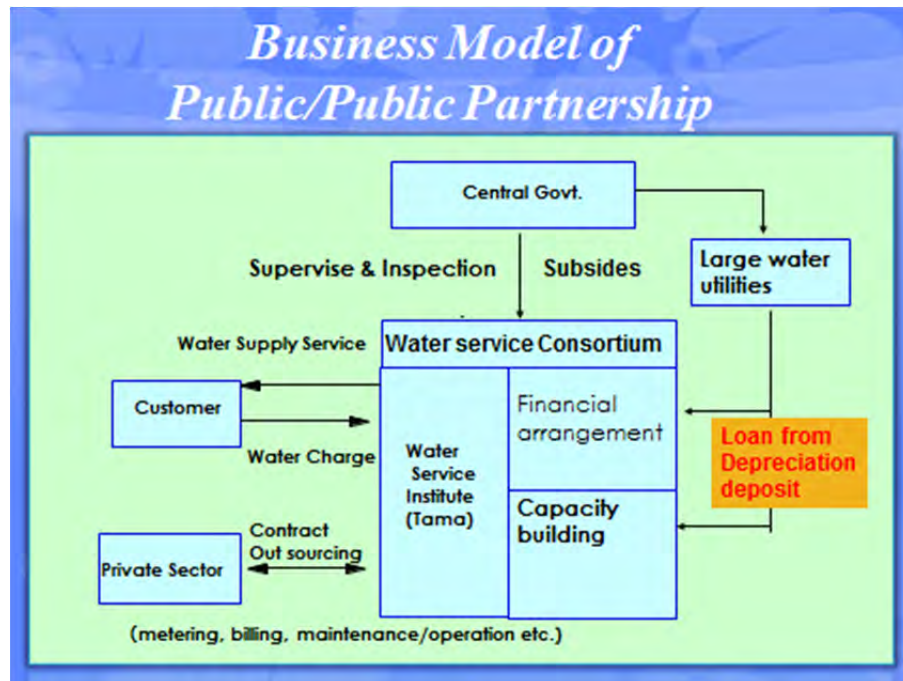 Business Model of
Public/Public Partnership
Central Govt.
Supervise & Inspection
Subsides
Large water
utilities
Water Supply Service
Water service Consortium
Customer
Water Charge
Financial
arrangement
Loan from
Depreciation
deposit
Water
Service
Institute
(Tama)
Capacity
building
Contract
Out sourcing
Private Sector
(metering, billing, maintenance/operation etc.)